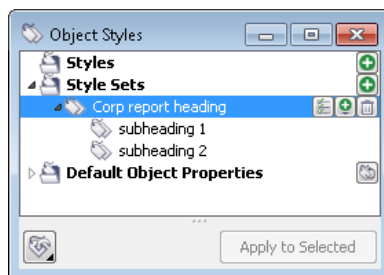 Object Styles
Styles
Style Sets
Corp report heading
subheading 1
subheading 2
Default Object Properties
Apply to Selected